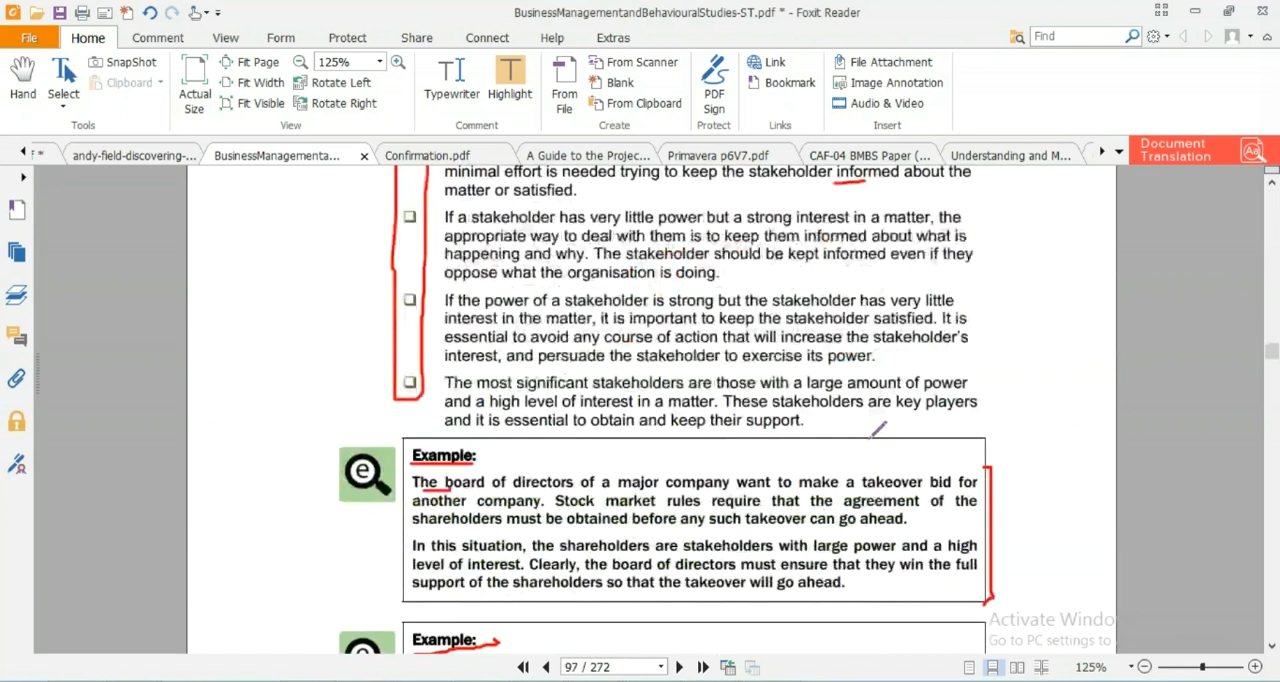 BusinessManagementandBehaviouralStudies-ST.pdf * - Foxit Reader
File Home Comment View Form Protect Share Connect Help Extras Find
SnapShot Fit Page 125% From Scanner Link File Attachment
Hand Select Clipboard Actual Size Fit Width Rotate Left Typewriter Highlight From File Blank PDF Sign Bookmark Image Annotation
Fit Visible Rotate Right From Clipboard Audio & Video
Tools View Comment Create Protect Links Insert
andy-field-discovering-... BusinessManagementa... Confirmation.pdf A Guide to the Projec... Primavera p6V7.pdf CAF-04 BMBS Paper (... Understanding and M... Document Translation
minimal effort is needed trying to keep the stakeholder informed about the
matter or satisfied.
If a stakeholder has very little power but a strong interest in a matter, the
appropriate way to deal with them is to keep them informed about what is
happening and why. The stakeholder should be kept informed even if they
oppose what the organisation is doing.
If the power of a stakeholder is strong but the stakeholder has very little
interest in the matter, it is important to keep the stakeholder satisfied. It is
essential to avoid any course of action that will increase the stakeholder's
interest, and persuade the stakeholder to exercise its power.
The most significant stakeholders are those with a large amount of power
and a high level of interest in a matter. These stakeholders are key players
and it is essential to obtain and keep their support.
Example:
The board of directors of a major company want to make a takeover bid for
another company. Stock market rules require that the agreement of the
shareholders must be obtained before any such takeover can go ahead.
In this situation, the shareholders are stakeholders with large power and a high
level of interest. Clearly, the board of directors must ensure that they win the full
support of the shareholders so that the takeover will go ahead.
Activate Windo
Go to PC settings to
Example:
97 / 272 125%